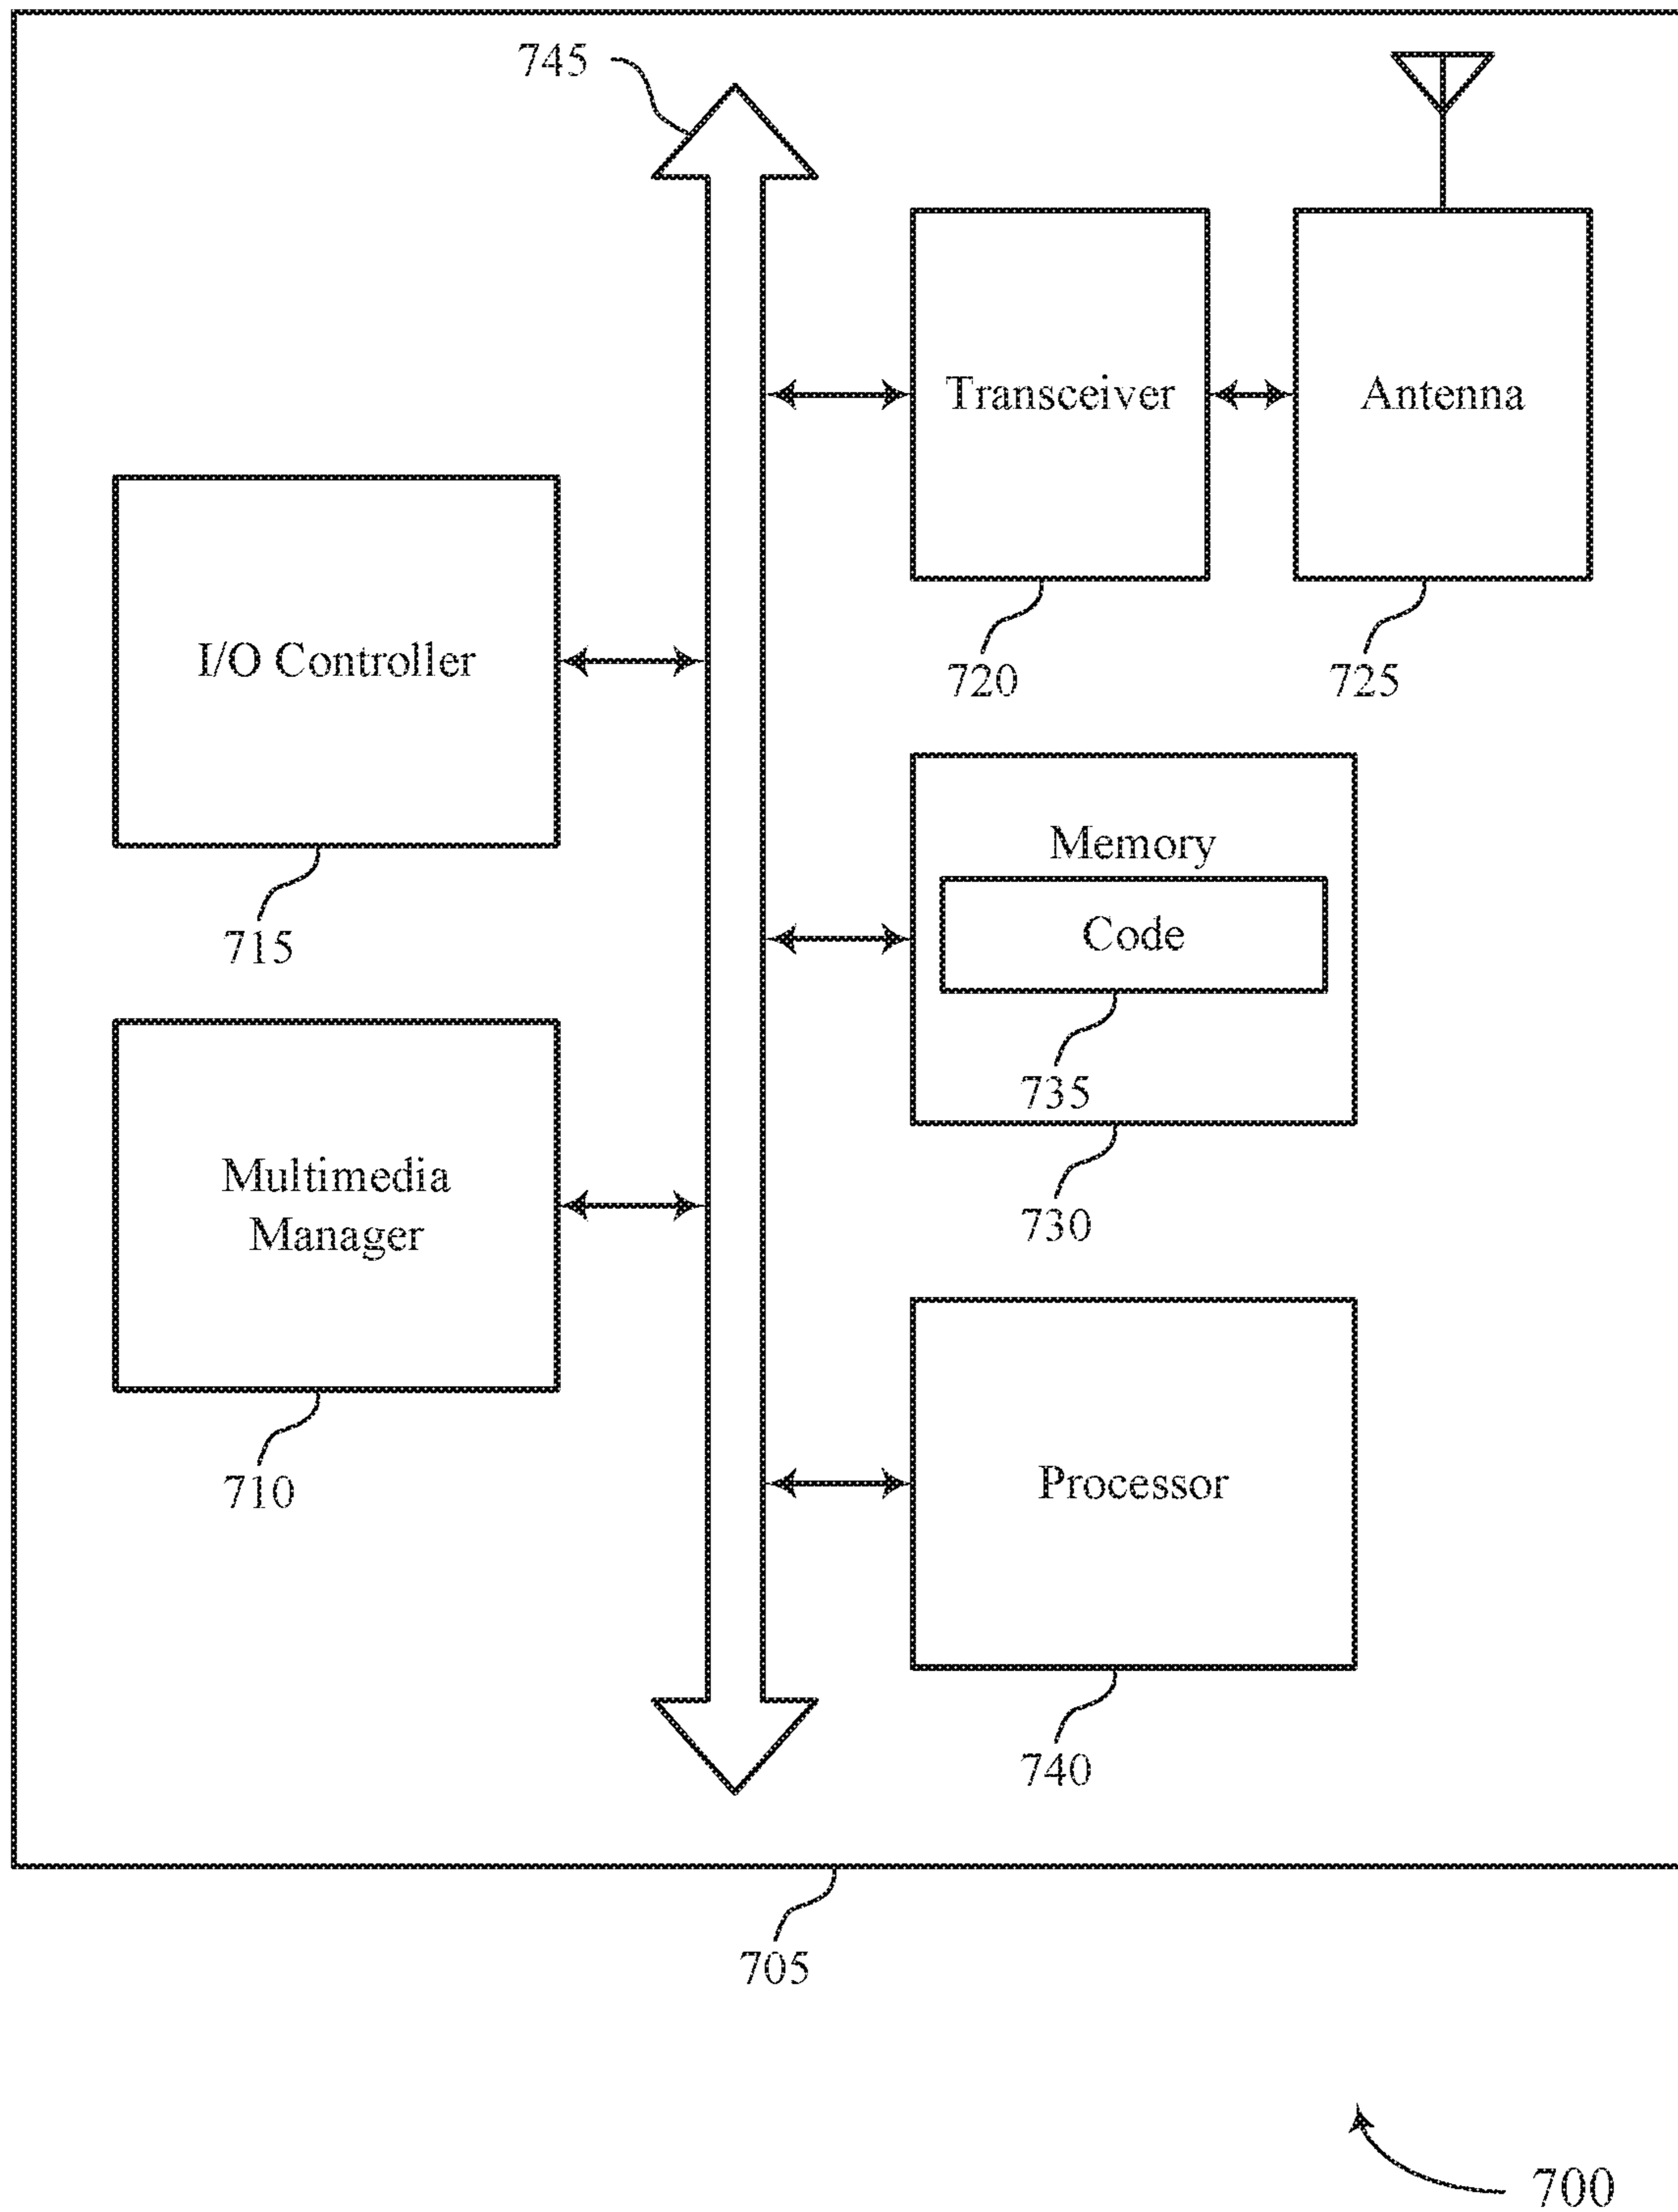 745
Transceiver
Antenna
720
725
I/O Controller
715
Memory
Code
735
730
Multimedia
Manager
710
Processor
740
705
700